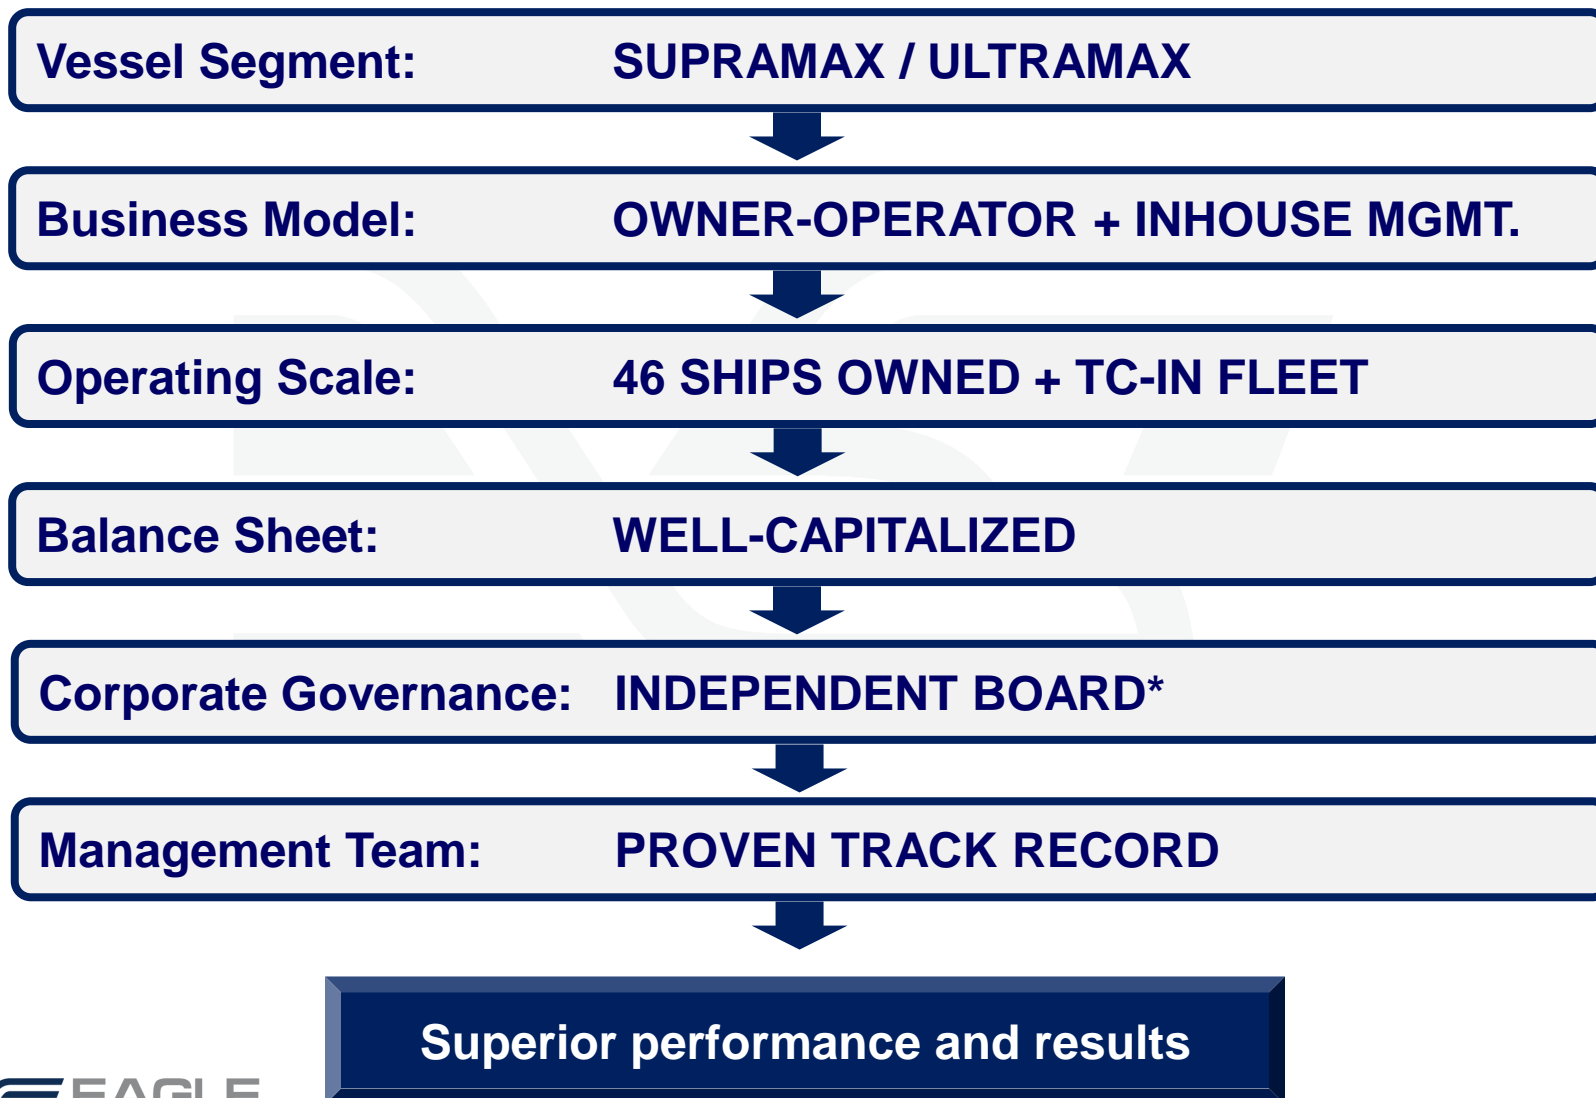 Vessel Segment: SUPRAMAX / ULTRAMAX
Business Model: OWNER-OPERATOR + INHOUSE MGMT.
Operating Scale: 46 SHIPS OWNED + TC-IN FLEET
Balance Sheet: WELL-CAPITALIZED
Corporate Governance: INDEPENDENT BOARD*
Management Team: PROVEN TRACK RECORD
Superior performance and results
EAGLE